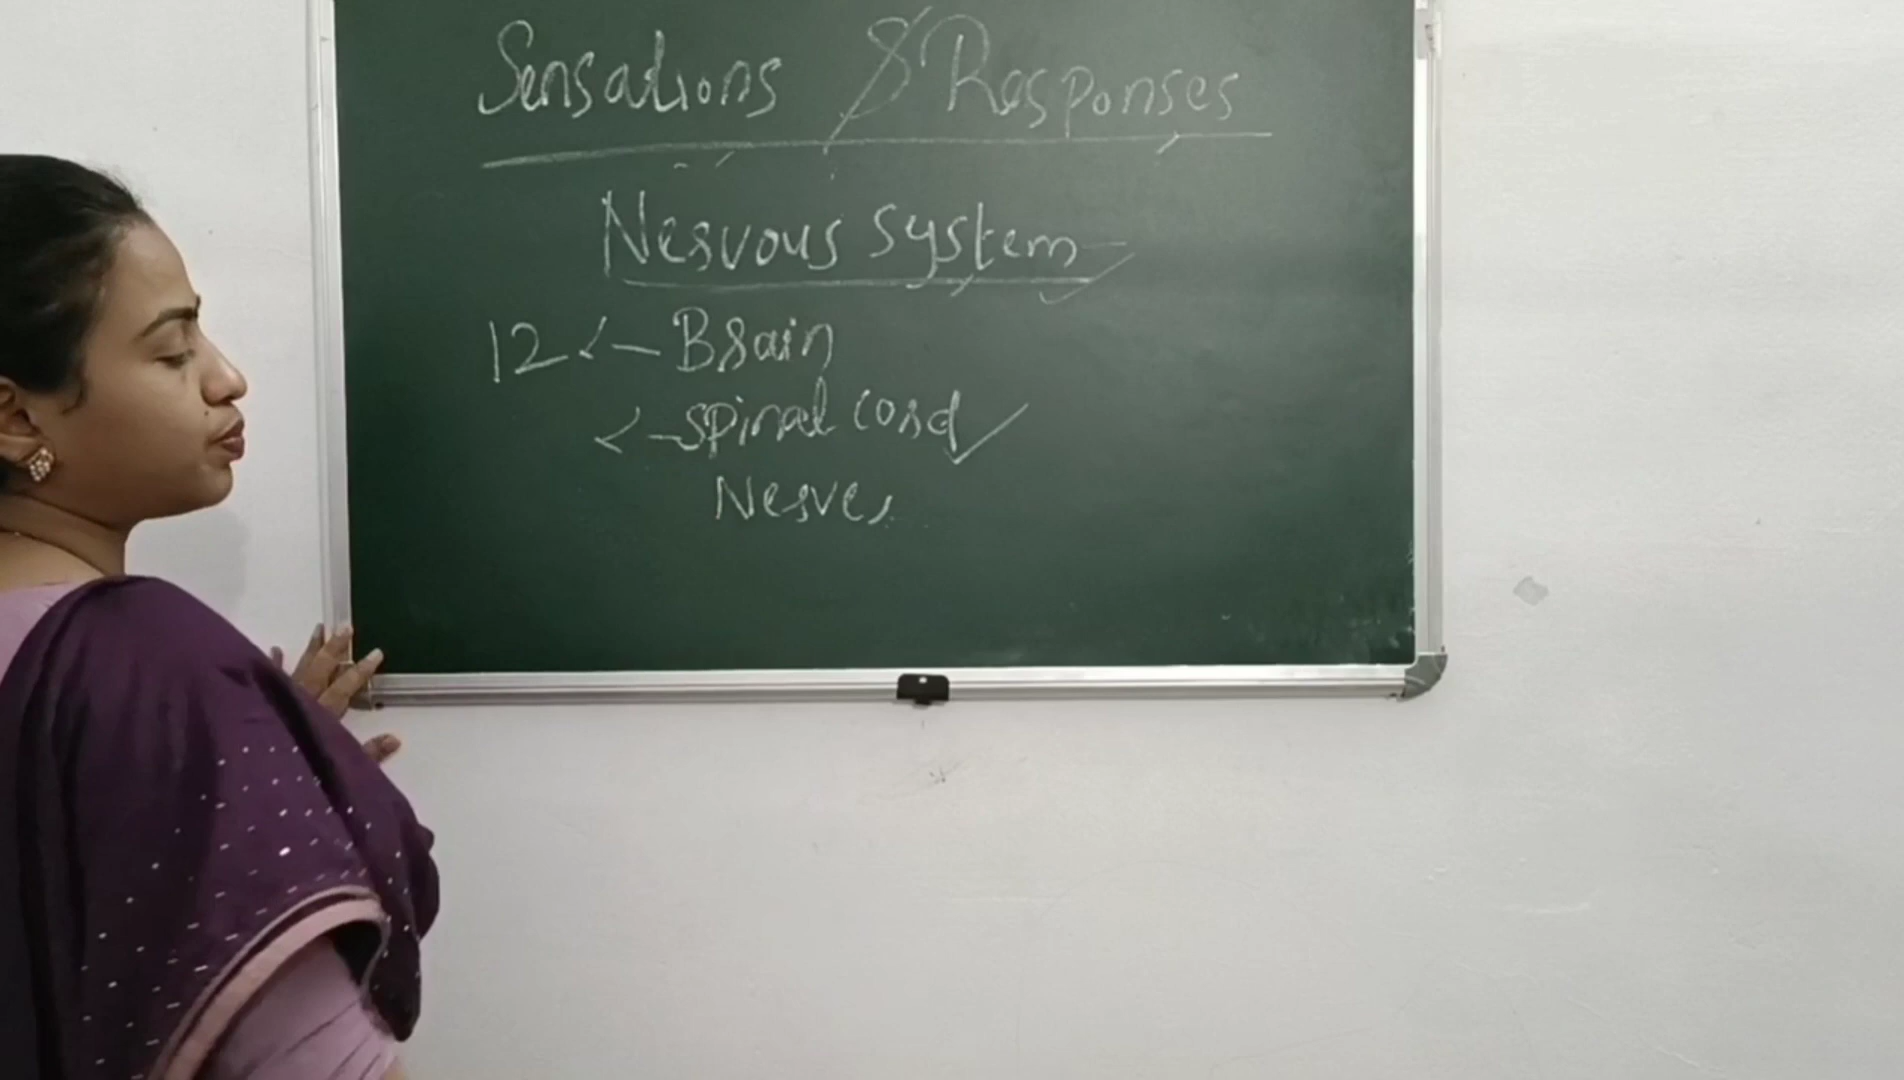 Sensations & Responses
Nervous system
12 <- Brain
<- spinal cord ✓
Nerves